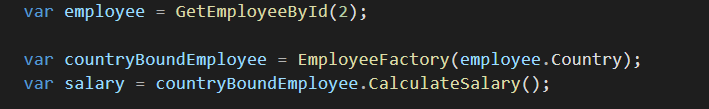 var employee = GetEmployeeById(2);
var countryBoundEmployee = EmployeeFactory(employee.Country);
var salary = countryBoundEmployee.CalculateSalary();